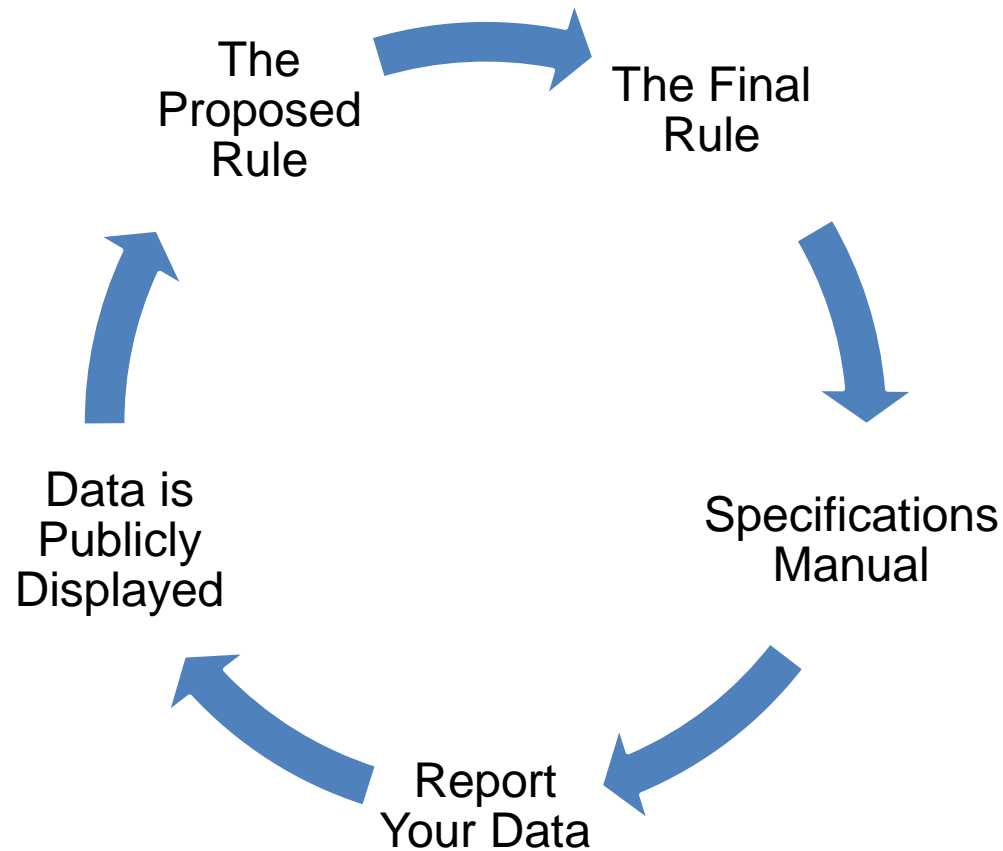 The
Proposed
Rule
The Final
Rule
Specifications
Manual
Report
Your Data
Data is
Publicly
Displayed